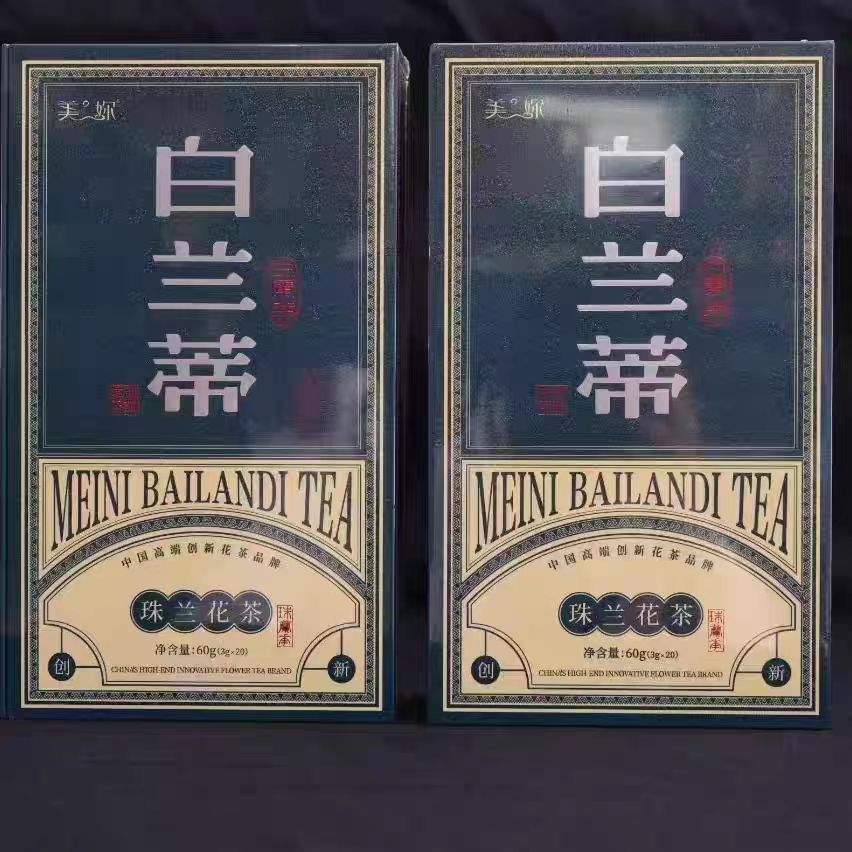 美妳
白兰蒂
MEINI BAILANDI TEA
中国高端创新花茶品牌
珠兰花茶
净含量:60g(3g×20)
创
新
CHINA'S HIGH-END INNOVATIVE FLOWER TEA BRAND
美妳
白兰蒂
MEINI BAILANDI TEA
中国高端创新花茶品牌
珠兰花茶
净含量:60g(3g×20)
创
新
CHINA'S HIGH-END INNOVATIVE FLOWER TEA BRAND